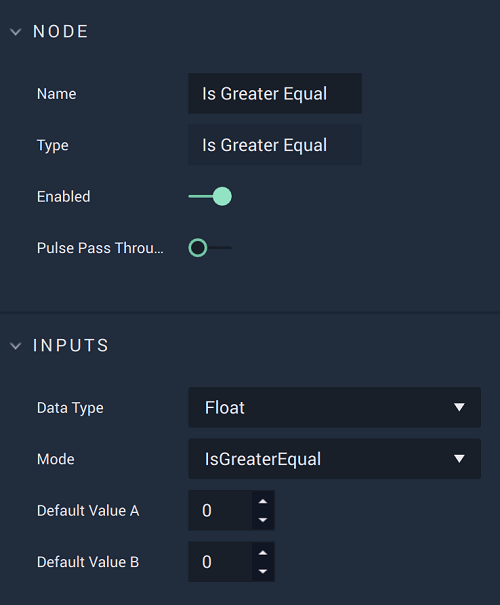 NODE
Name Is Greater Equal
Type Is Greater Equal
Enabled
Pulse Pass Throu...
INPUTS
Data Type Float
Mode IsGreaterEqual
Default Value A 0
Default Value B 0